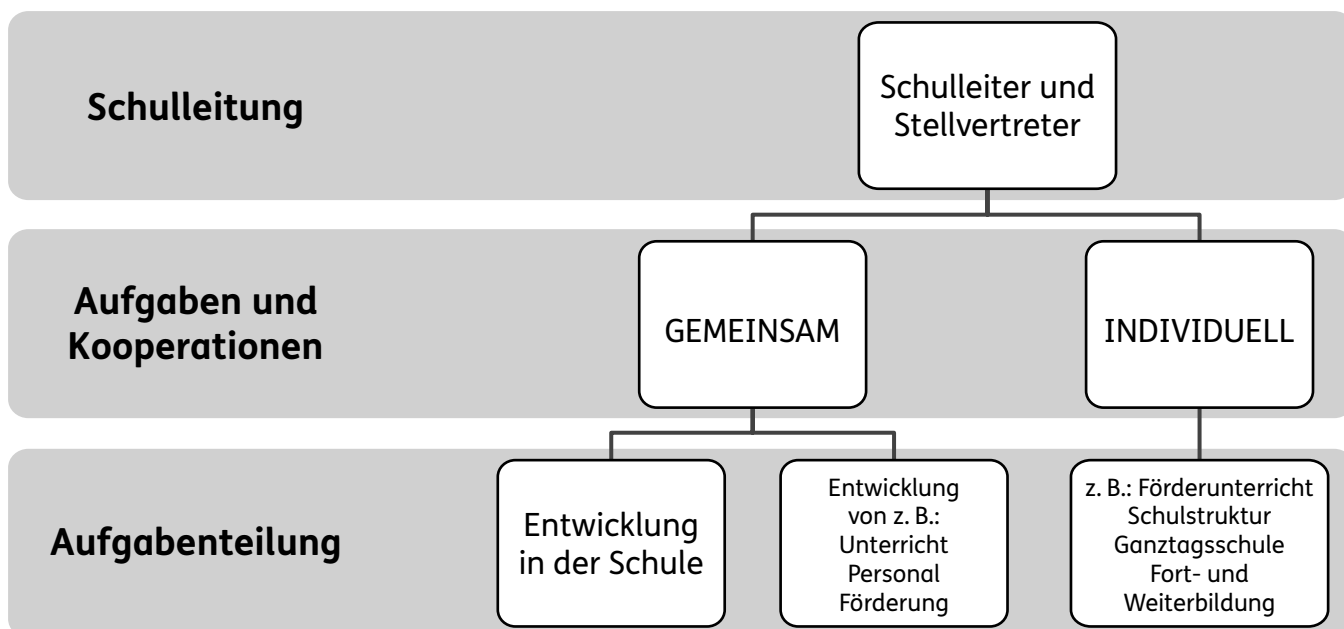 Schulleitung
Schulleiter und
Stellvertreter
Aufgaben und
Kooperationen
GEMEINSAM
INDIVIDUELL
Aufgabenteilung
Entwicklung
in der Schule
Entwicklung
von z. B.:
Unterricht
Personal
Förderung
z. B.: Förderunterricht
Schulstruktur
Ganztagsschule
Fort- und
Weiterbildung